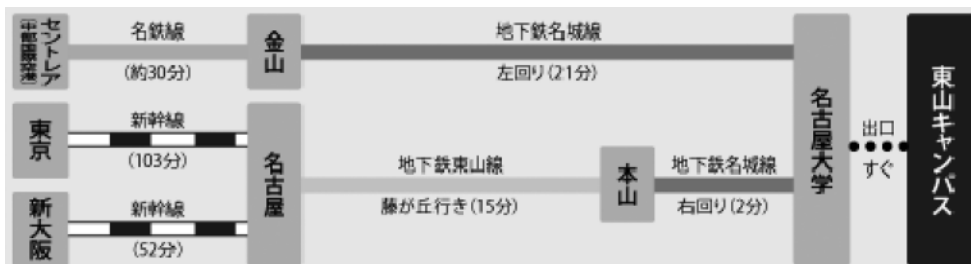 セントレア
(中部国際空港)
名鉄線
(約30分)
金山
地下鉄名城線
左回り(21分)
東京
新幹線
(103分)
新大阪
新幹線
(52分)
名古屋
地下鉄東山線
藤が丘行き(15分)
本山
地下鉄名城線
右回り(2分)
名古屋大学
出口
すぐ
東山キャンパス